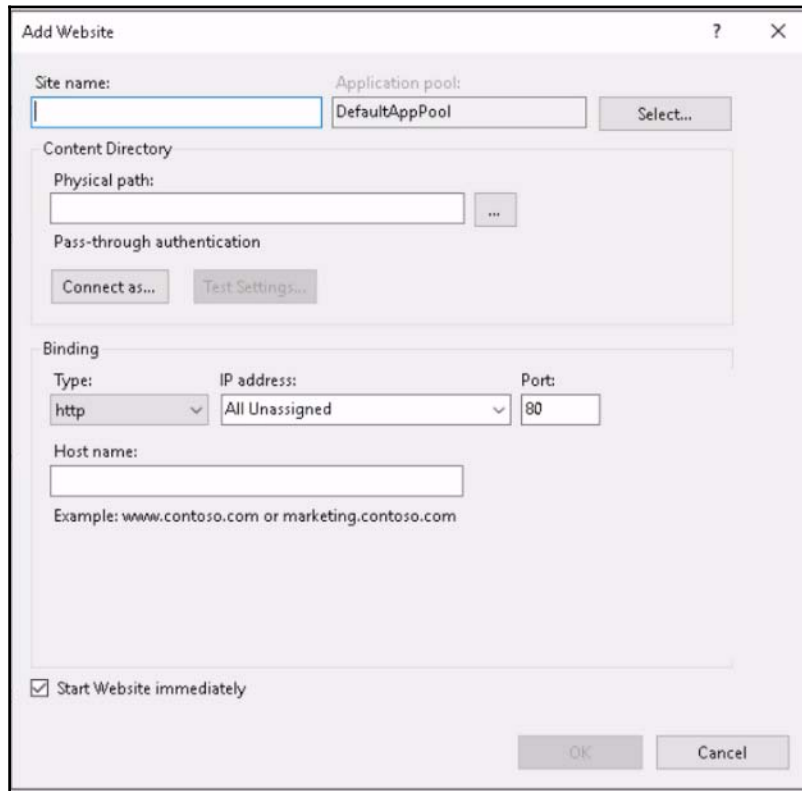 Add Website
?
Site name:
Application pool:
DefaultAppPool
Select...
Content Directory
Physical path:
...
Pass-through authentication
Connect as...
Test Settings...
Binding
Type:
IP address:
Port:
http
All Unassigned
80
Host name:
Example: www.contoso.com or marketing.contoso.com
Start Website immediately
OK
Cancel